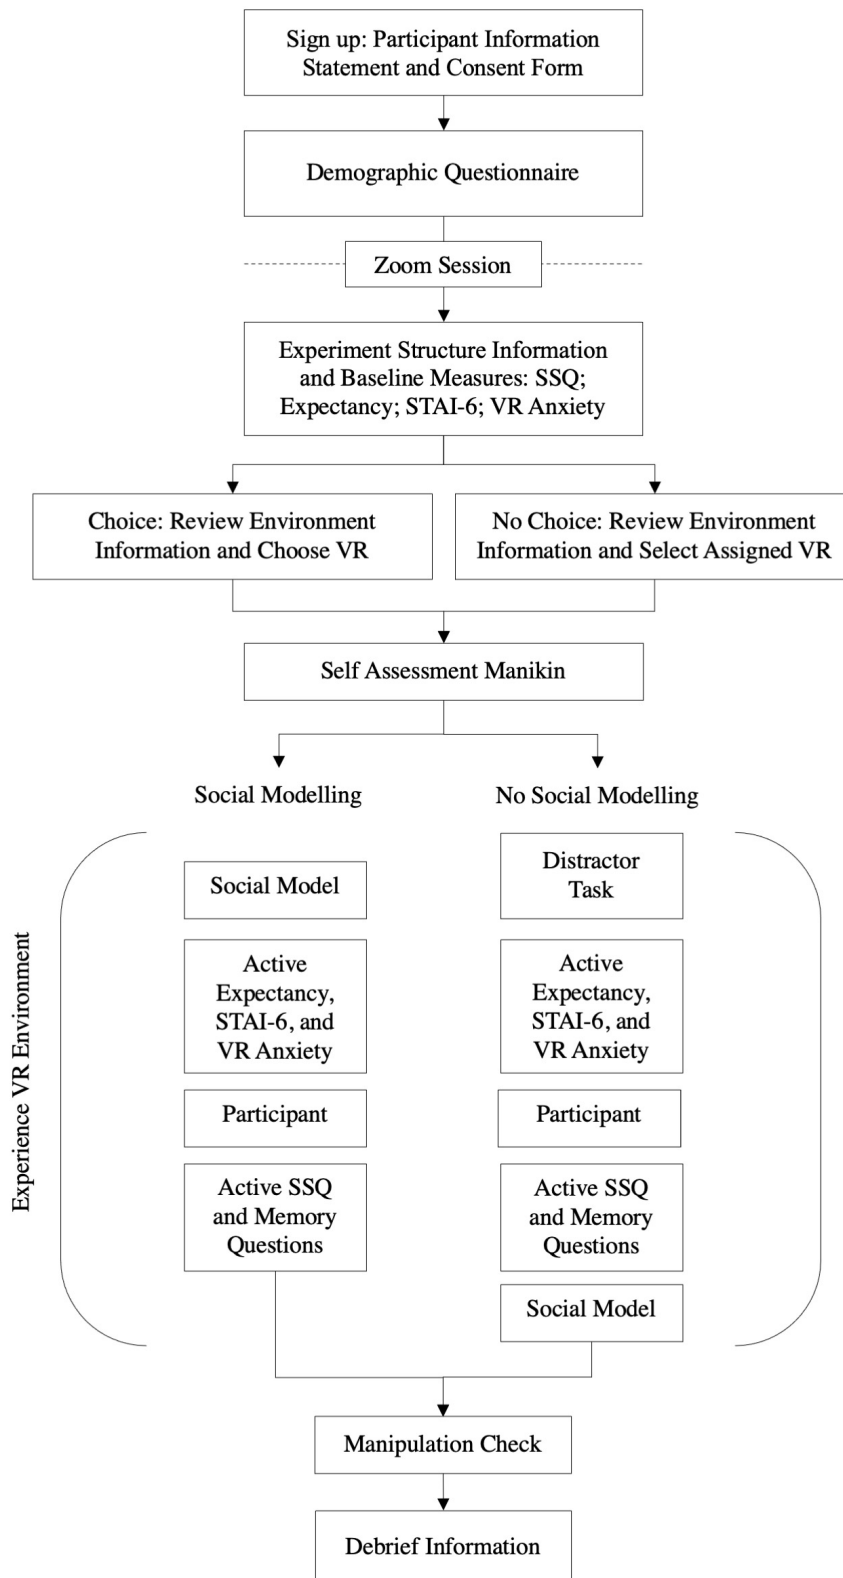 Sign up: Participant Information
Statement and Consent Form
Demographic Questionnaire
Zoom Session
Experiment Structure Information
and Baseline Measures: SSQ;
Expectancy; STAI-6; VR Anxiety
Choice: Review Environment
Information and Choose VR
No Choice: Review Environment
Information and Select Assigned VR
Self Assessment Manikin
Social Modelling
No Social Modelling
Experience VR Environment
Social Model
Active
Expectancy,
STAI-6, and
VR Anxiety
Participant
Active SSQ
and Memory
Questions
Distractor
Task
Active
Expectancy,
STAI-6, and
VR Anxiety
Participant
Active SSQ
and Memory
Questions
Social Model
Manipulation Check
Debrief Information